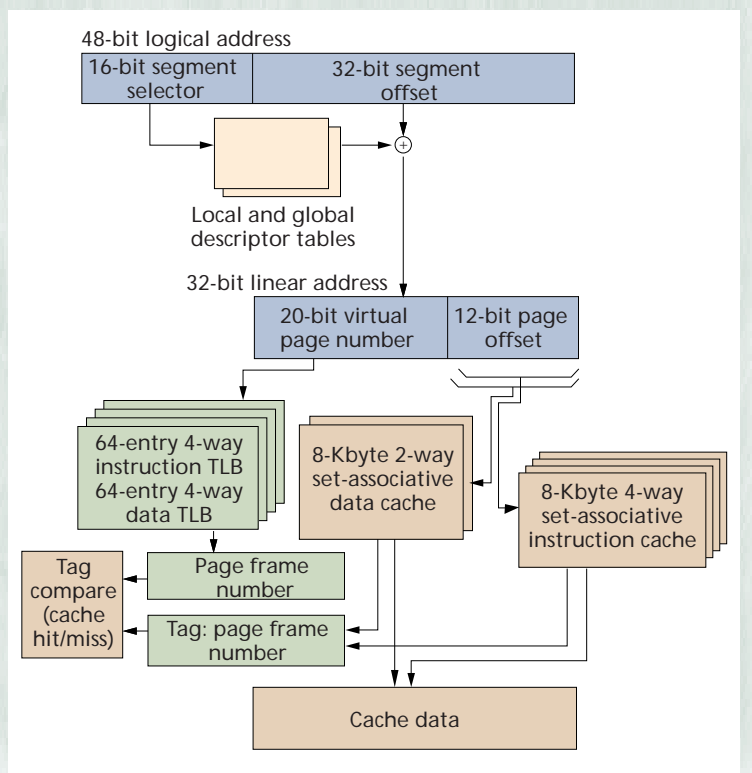 48-bit logical address
16-bit segment
selector
32-bit segment
offset
Local and global
descriptor tables
32-bit linear address
20-bit virtual
page number
12-bit page
offset
64-entry 4-way
instruction TLB
64-entry 4-way
data TLB
8-Kbyte 2-way
set-associative
data cache
8-Kbyte 4-way
set-associative
instruction cache
Tag
compare
(cache
hit/miss)
Page frame
number
Tag: page frame
number
Cache data